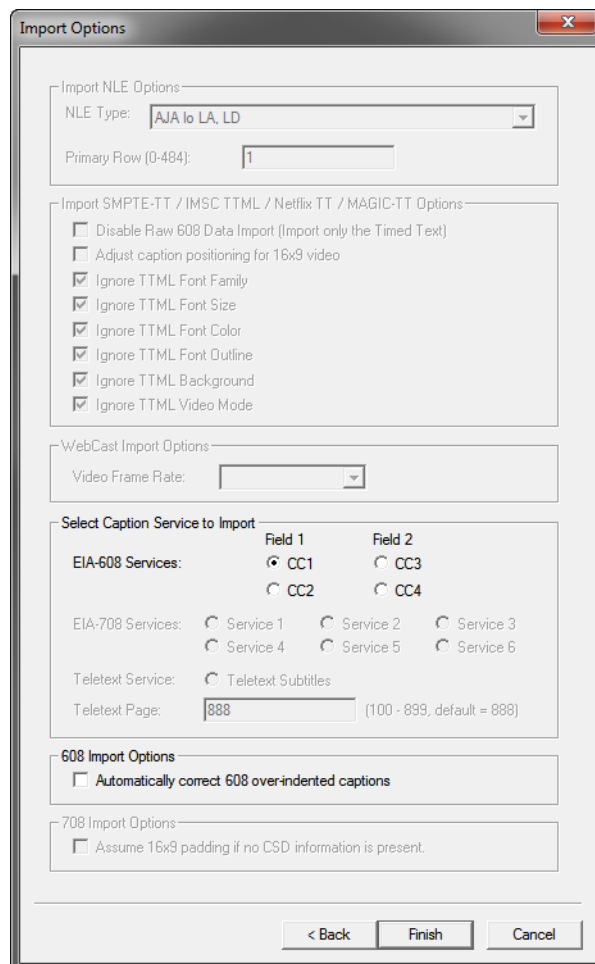 Import Options
X
Import NLE Options
NLE Type: AJA Io LA, LD
Primary Row (0-484): 1
Import SMPTE-TT / IMSC TTML / Netflix TT / MAGIC-TT Options
Disable Raw 608 Data Import (Import only the Timed Text)
Adjust caption positioning for 16x9 video
Ignore TTML Font Family
Ignore TTML Font Size
Ignore TTML Font Color
Ignore TTML Font Outline
Ignore TTML Background
Ignore TTML Video Mode
WebCast Import Options
Video Frame Rate:
Select Caption Service to Import
Field 1 Field 2
EIA-608 Services: CC1 CC3
CC2 CC4
EIA-708 Services: Service 1 Service 2 Service 3
Service 4 Service 5 Service 6
Teletext Service: Teletext Subtitles
Teletext Page: 888 (100 - 899, default = 888)
608 Import Options
Automatically correct 608 over-indented captions
708 Import Options
Assume 16x9 padding if no CSD information is present.
< Back Finish Cancel